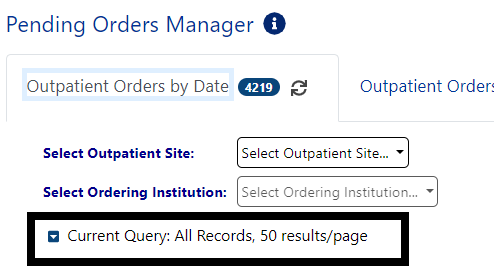 Pending Orders Manager
Outpatient Orders by Date 4219 Outpatient Orders
Select Outpatient Site: Select Outpatient Site...
Select Ordering Institution: Select Ordering Institution...
Current Query: All Records, 50 results/page